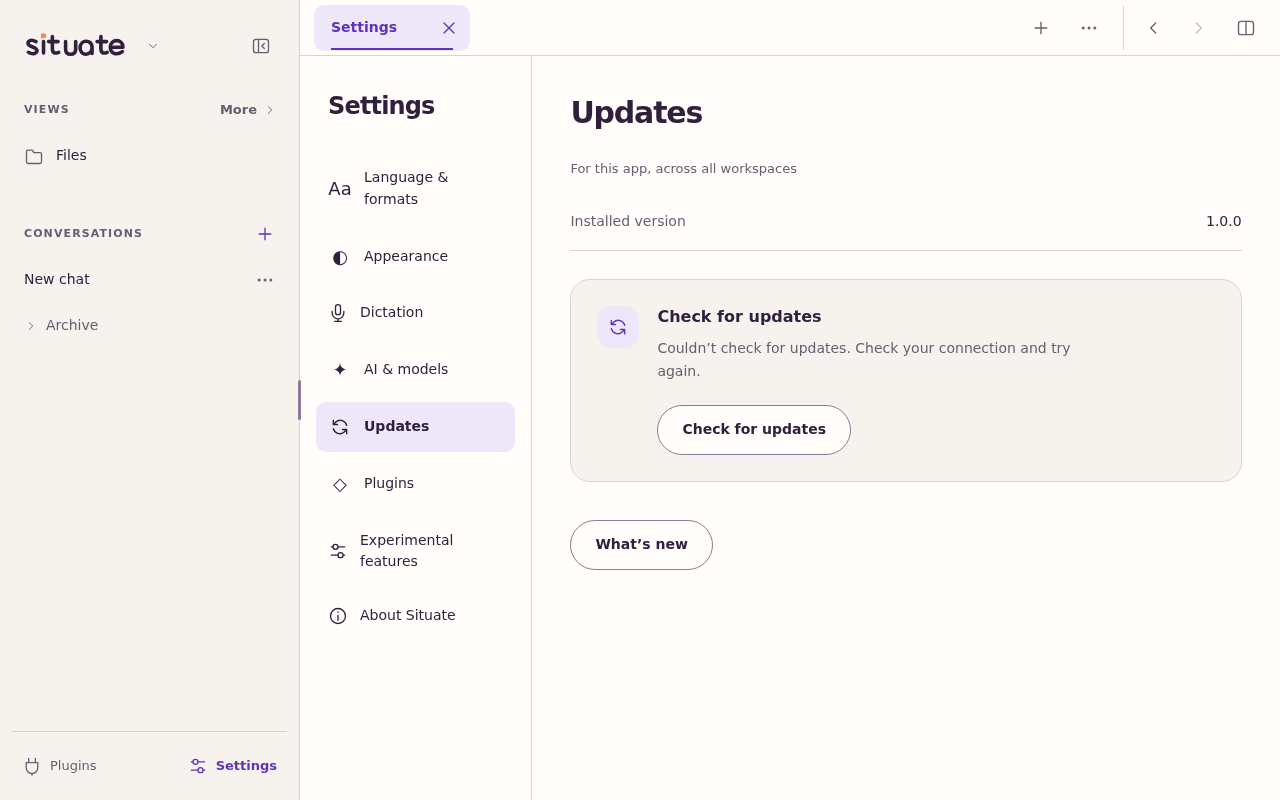 situate
VIEWS
More
Files
CONVERSATIONS
New chat
Archive
Plugins
Settings
Settings
Settings
Aa
Language &
formats
Appearance
Dictation
AI & models
Updates
Plugins
Experimental
features
About Situate
Updates
For this app, across all workspaces
Installed version
1.0.0
Check for updates
Couldn’t check for updates. Check your connection and try
again.
Check for updates
What’s new